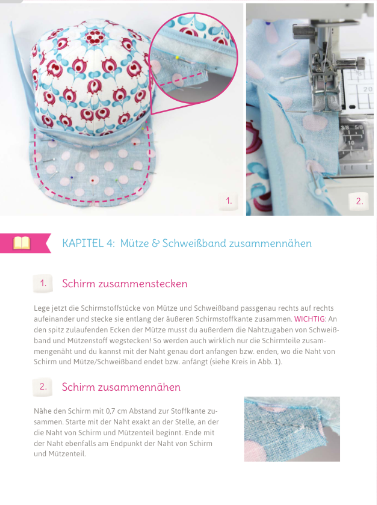 1.
2.
KAPITEL 4: Mütze & Schweißband zusammennähen
1. Schirm zusammenstecken
Lege jetzt die Schirmstoffstücke von Mütze und Schweißband passgenau rechts auf rechts
aufeinander und stecke sie entlang der äußeren Schirmstoffkante zusammen. WICHTIG: An
den spitz zulaufenden Ecken der Mütze musst du außerdem die Nahtzugaben von Schweiß-
band und Mützenstoff wegstecken! So werden auch wirklich nur die Schirmteile zusam-
mengenäht und du kannst mit der Naht genau dort anfangen bzw. enden, wo die Naht von
Schirm und Mütze/Schweißband endet bzw. anfängt (siehe Kreis in Abb. 1).
2. Schirm zusammennähen
Nähe den Schirm mit 0,7 cm Abstand zur Stoffkante zu-
sammen. Starte mit der Naht exakt an der Stelle, an der
die Naht von Schirm und Mützenteil beginnt. Ende mit
der Naht ebenfalls am Endpunkt der Naht von Schirm
und Mützenteil.